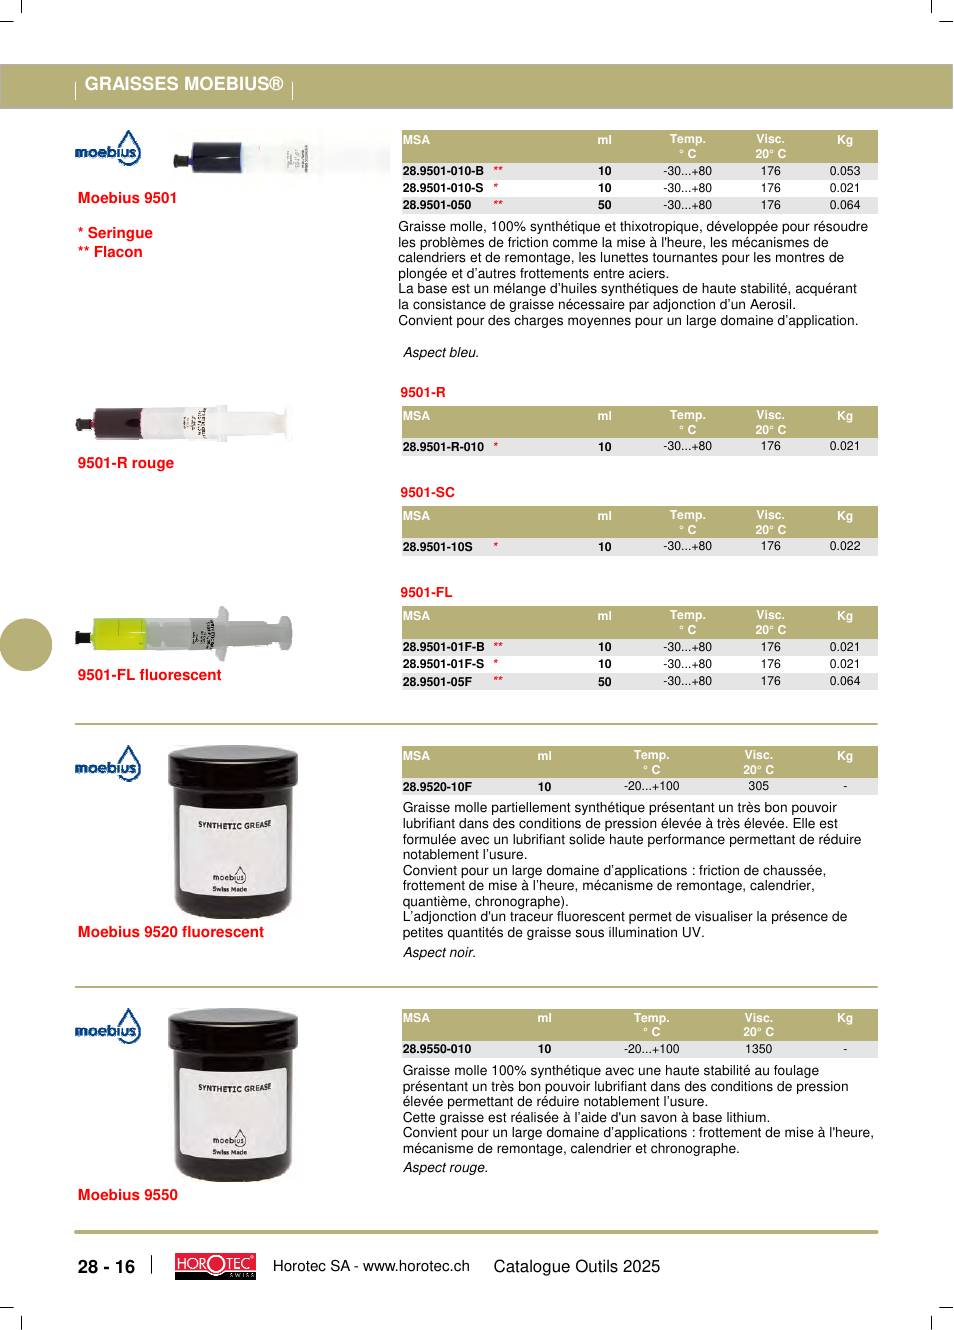 GRAISSES MOEBIUS®
moebius
Moebius 9501
* Seringue
** Flacon
MSA ml Temp. ° C Visc. 20° C Kg
28.9501-010-B ** 10 -30...+80 176 0.053
28.9501-010-S * 10 -30...+80 176 0.021
28.9501-050 ** 50 -30...+80 176 0.064
Graisse molle, 100% synthétique et thixotropique, développée pour résoudre
les problèmes de friction comme la mise à l'heure, les mécanismes de
calendriers et de remontage, les lunettes tournantes pour les montres de
plongée et d’autres frottements entre aciers.
La base est un mélange d’huiles synthétiques de haute stabilité, acquérant
la consistance de graisse nécessaire par adjonction d’un Aerosil.
Convient pour des charges moyennes pour un large domaine d’application.
Aspect bleu.
9501-R rouge
9501-R
MSA ml Temp. ° C Visc. 20° C Kg
28.9501-R-010 * 10 -30...+80 176 0.021
9501-SC
MSA ml Temp. ° C Visc. 20° C Kg
28.9501-10S * 10 -30...+80 176 0.022
9501-FL fluorescent
9501-FL
MSA ml Temp. ° C Visc. 20° C Kg
28.9501-01F-B ** 10 -30...+80 176 0.021
28.9501-01F-S * 10 -30...+80 176 0.021
28.9501-05F ** 50 -30...+80 176 0.064
moebius
SYNTHETIC GREASE
moebius
Swiss Made
Moebius 9520 fluorescent
MSA ml Temp. ° C Visc. 20° C Kg
28.9520-10F 10 -20...+100 305 -
Graisse molle partiellement synthétique présentant un très bon pouvoir
lubrifiant dans des conditions de pression élevée à très élevée. Elle est
formulée avec un lubrifiant solide haute performance permettant de réduire
notablement l’usure.
Convient pour un large domaine d’applications : friction de chaussée,
frottement de mise à l’heure, mécanisme de remontage, calendrier,
quantième, chronographe).
L’adjonction d'un traceur fluorescent permet de visualiser la présence de
petites quantités de graisse sous illumination UV.
Aspect noir.
moebius
SYNTHETIC GREASE
moebius
Swiss Made
Moebius 9550
MSA ml Temp. ° C Visc. 20° C Kg
28.9550-010 10 -20...+100 1350 -
Graisse molle 100% synthétique avec une haute stabilité au foulage
présentant un très bon pouvoir lubrifiant dans des conditions de pression
élevée permettant de réduire notablement l’usure.
Cette graisse est réalisée à l’aide d'un savon à base lithium.
Convient pour un large domaine d’applications : frottement de mise à l'heure,
mécanisme de remontage, calendrier et chronographe.
Aspect rouge.
28 - 16 HOROTEC® SWISS Horotec SA - www.horotec.ch Catalogue Outils 2025